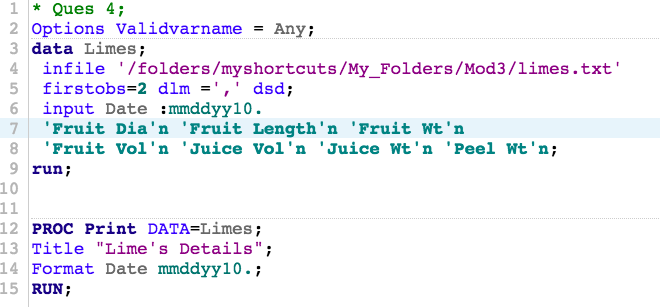 1 * Ques 4;
2 Options Validvarname = Any;
3 data Limes;
4 infile '/folders/myshortcuts/My_Folders/Mod3/limes.txt'
5 firstobs=2 dlm =',' dsd;
6 input Date :mmddyy10.
7 'Fruit Dia'n 'Fruit Length'n 'Fruit Wt'n
8 'Fruit Vol'n 'Juice Vol'n 'Juice Wt'n 'Peel Wt'n;
9 run;
10
11
12 PROC Print DATA=Limes;
13 Title "Lime's Details";
14 Format Date mmddyy10.;
15 RUN;